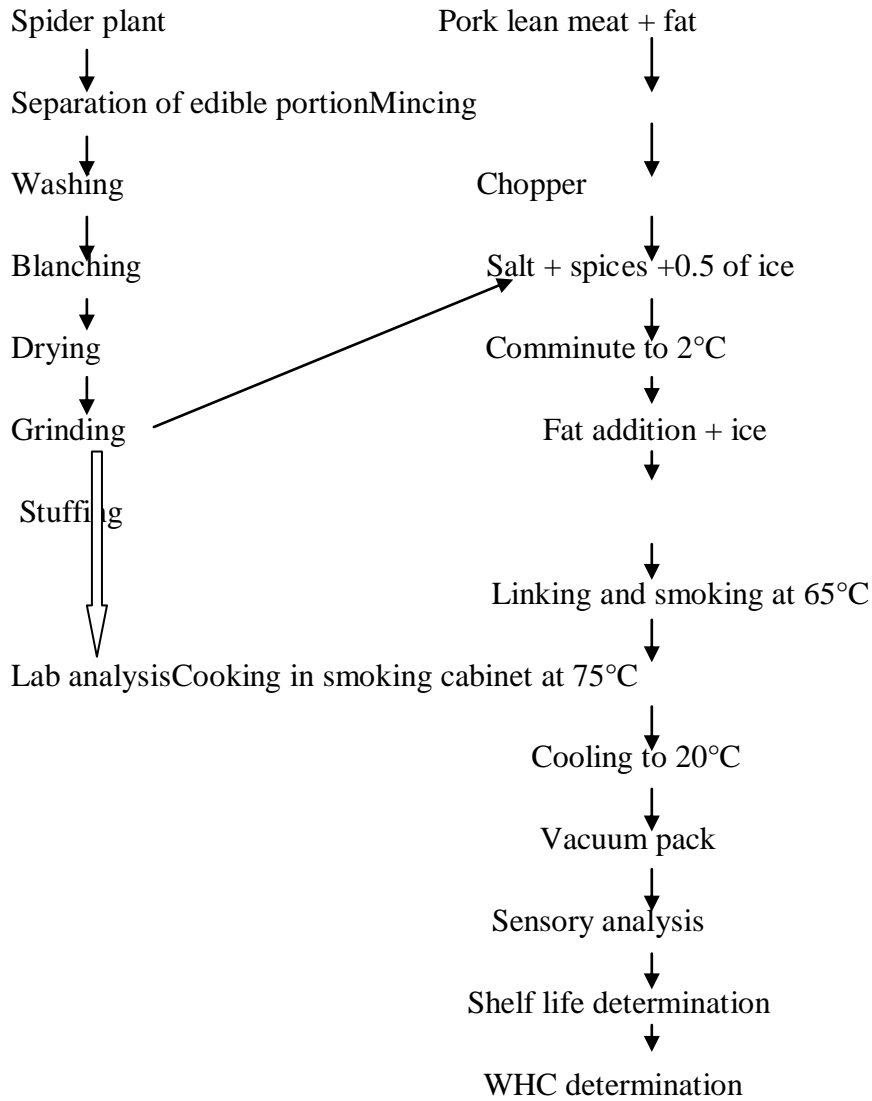 Spider plant Pork lean meat + fat
Separation of edible portionMincing
Washing Chopper
Blanching Salt + spices +0.5 of ice
Drying Comminute to 2°C
Grinding Fat addition + ice
Stuffing
Linking and smoking at 65°C
Lab analysisCooking in smoking cabinet at 75°C
Cooling to 20°C
Vacuum pack
Sensory analysis
Shelf life determination
WHC determination